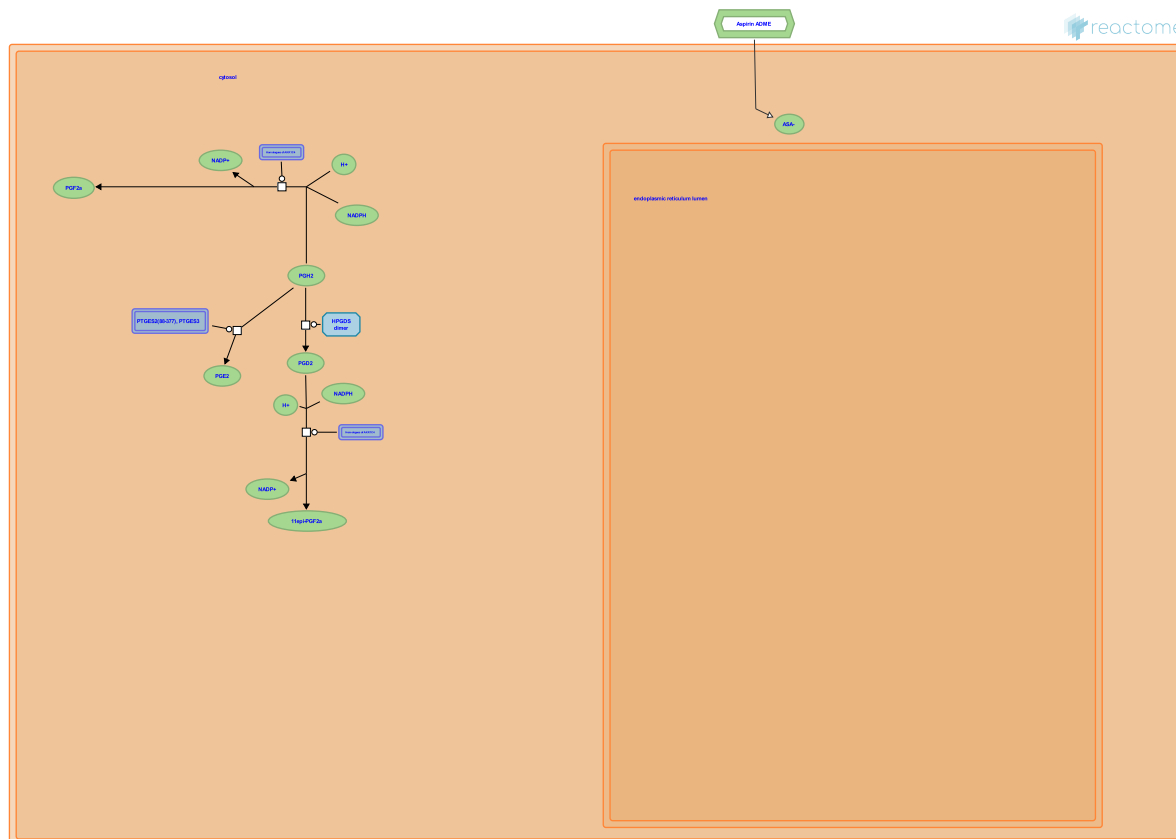 Aspirin ADME
reactome
cytosol
ASA-
NADP+
H+
PGF2a
endoplasmic reticulum lumen
NADPH
PGH2
PTGES2(88-377), PTGES3
HPGDS
dimer
PGD2
PGE2
NADPH
H+
NADP+
11epi-PGF2a